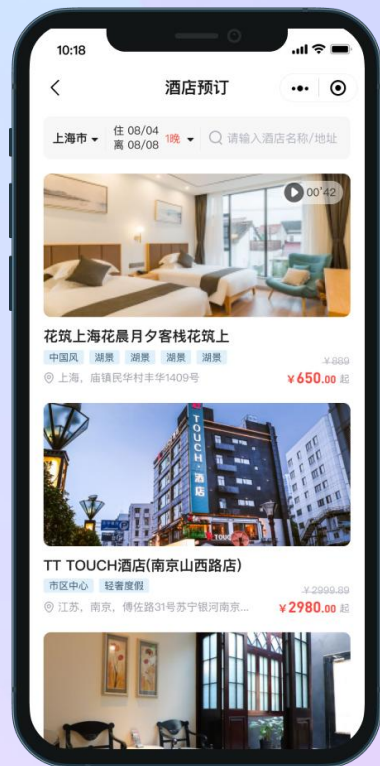 10:18
酒店预订
上海市
住 08/04
离 08/08
1晚
请输入酒店名称/地址
00'42
花筑上海花晨月夕客栈花筑上
中国风 湖景 湖景 湖景 湖景
¥889
上海，庙镇民华村丰华1409号
¥650.00 起
TOUCH·酒店
TOUC
TT TOUCH酒店(南京山西路店)
市区中心 轻奢度假
¥2999.89
江苏，南京，傅佐路31号苏宁银河南京...
¥2980.00 起